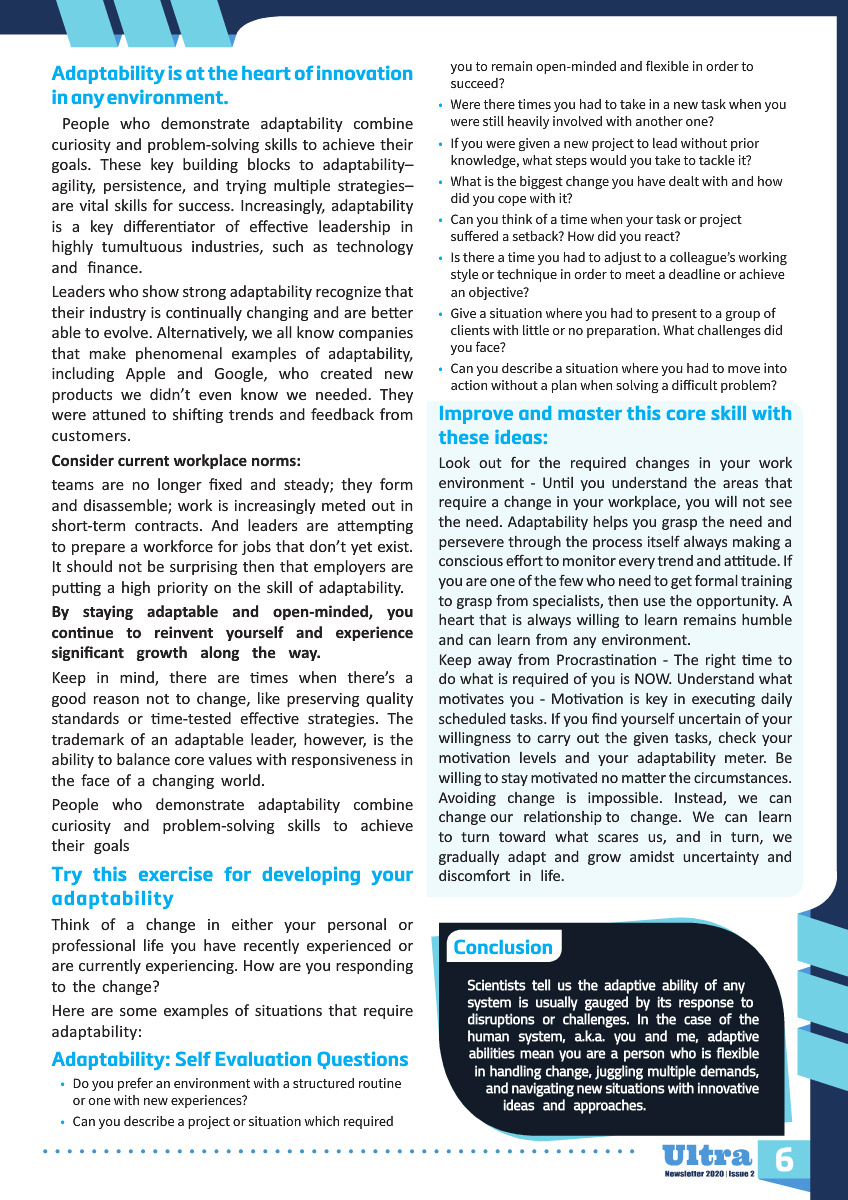 Adaptability is at the heart of innovation
in any environment.
People who demonstrate adaptability combine
curiosity and problem-solving skills to achieve their
goals. These key building blocks to adaptability–
agility, persistence, and trying multiple strategies–
are vital skills for success. Increasingly, adaptability
is a key differentiator of effective leadership in
highly tumultuous industries, such as technology
and finance.
Leaders who show strong adaptability recognize that
their industry is continually changing and are better
able to evolve. Alternatively, we all know companies
that make phenomenal examples of adaptability,
including Apple and Google, who created new
products we didn’t even know we needed. They
were attuned to shifting trends and feedback from
customers.
Consider current workplace norms:
teams are no longer fixed and steady; they form
and disassemble; work is increasingly meted out in
short-term contracts. And leaders are attempting
to prepare a workforce for jobs that don’t yet exist.
It should not be surprising then that employers are
putting a high priority on the skill of adaptability.
By staying adaptable and open-minded, you
continue to reinvent yourself and experience
significant growth along the way.
Keep in mind, there are times when there’s a
good reason not to change, like preserving quality
standards or time-tested effective strategies. The
trademark of an adaptable leader, however, is the
ability to balance core values with responsiveness in
the face of a changing world.
People who demonstrate adaptability combine
curiosity and problem-solving skills to achieve
their goals
Try this exercise for developing your
adaptability
Think of a change in either your personal or
professional life you have recently experienced or
are currently experiencing. How are you responding
to the change?
Here are some examples of situations that require
adaptability:
Adaptability: Self Evaluation Questions
• Do you prefer an environment with a structured routine
or one with new experiences?
• Can you describe a project or situation which required
you to remain open-minded and flexible in order to
succeed?
• Were there times you had to take in a new task when you
were still heavily involved with another one?
• If you were given a new project to lead without prior
knowledge, what steps would you take to tackle it?
• What is the biggest change you have dealt with and how
did you cope with it?
• Can you think of a time when your task or project
suffered a setback? How did you react?
• Is there a time you had to adjust to a colleague’s working
style or technique in order to meet a deadline or achieve
an objective?
• Give a situation where you had to present to a group of
clients with little or no preparation. What challenges did
you face?
• Can you describe a situation where you had to move into
action without a plan when solving a difficult problem?
Improve and master this core skill with
these ideas:
Look out for the required changes in your work
environment - Until you understand the areas that
require a change in your workplace, you will not see
the need. Adaptability helps you grasp the need and
persevere through the process itself always making a
conscious effort to monitor every trend and attitude. If
you are one of the few who need to get formal training
to grasp from specialists, then use the opportunity. A
heart that is always willing to learn remains humble
and can learn from any environment.
Keep away from Procrastination - The right time to
do what is required of you is NOW. Understand what
motivates you - Motivation is key in executing daily
scheduled tasks. If you find yourself uncertain of your
willingness to carry out the given tasks, check your
motivation levels and your adaptability meter. Be
willing to stay motivated no matter the circumstances.
Avoiding change is impossible. Instead, we can
change our relationship to change. We can learn
to turn toward what scares us, and in turn, we
gradually adapt and grow amidst uncertainty and
discomfort in life.
Conclusion
Scientists tell us the adaptive ability of any
system is usually gauged by its response to
disruptions or challenges. In the case of the
human system, a.k.a. you and me, adaptive
abilities mean you are a person who is flexible
in handling change, juggling multiple demands,
and navigating new situations with innovative
ideas and approaches.
Ultra
Newsletter 2020 | Issue 2
6